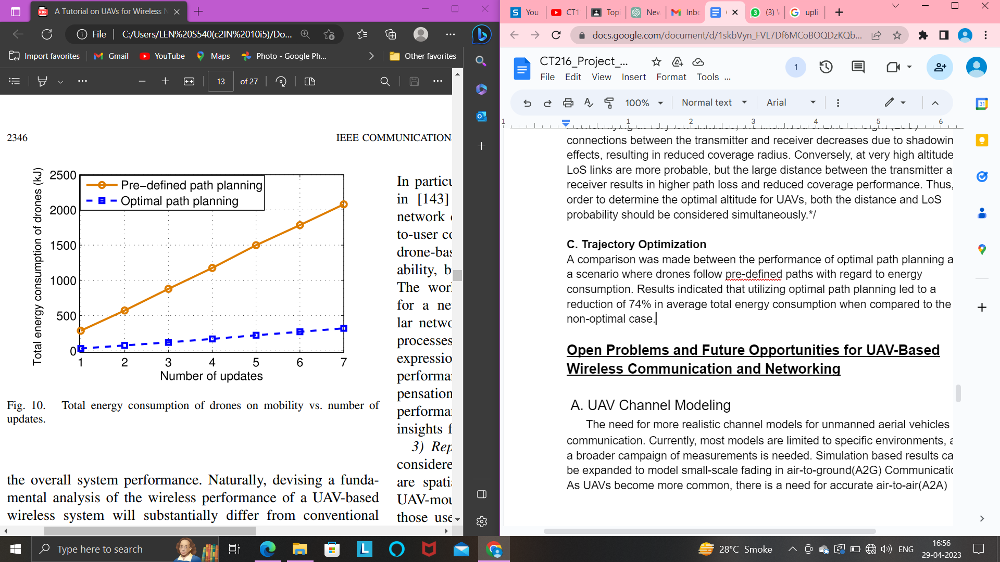 A Tutorial on UAVs for Wireless N
File
C:/Users/LEN%20S540(c2IN%2010i5)/Do...
Import favorites
Gmail
YouTube
Maps
Photo - Google Ph...
Other favorites
13 of 27
2346
IEEE COMMUNICATION
2500
2000
1500
1000
500
0
Total energy consumption of drones (kJ)
Pre–defined path planning
Optimal path planning
1 2 3 4 5 6 7
Number of updates
Fig. 10. Total energy consumption of drones on mobility vs. number of
updates.
the overall system performance. Naturally, devising a funda-
mental analysis of the wireless performance of a UAV-based
wireless system will substantially differ from conventional
In particu
in [143]
network
to-user co
drone-bas
ability, b
The wor
for a ne
lar netwo
processes
expressio
performa
pensation
performa
insights f
3) Rep
considere
are spati
UAV-mou
those use
You
CT1
Topi
New
Inbo
(3)
upli
docs.google.com/document/d/1skbVyn_FVL7Df6MCoBOQDzKQb...
CT216_Project_...
File Edit View Insert Format Tools ...
1
100% Normal text Arial
1 1 2 3 4 5 6
connections between the transmitter and receiver decreases due to shadowin
effects, resulting in reduced coverage radius. Conversely, at very high altitude
LoS links are more probable, but the large distance between the transmitter a
receiver results in higher path loss and reduced coverage performance. Thus,
order to determine the optimal altitude for UAVs, both the distance and LoS
probability should be considered simultaneously.*/
C. Trajectory Optimization
A comparison was made between the performance of optimal path planning a
a scenario where drones follow pre-defined paths with regard to energy
consumption. Results indicated that utilizing optimal path planning led to a
reduction of 74% in average total energy consumption when compared to the
non-optimal case.
Open Problems and Future Opportunities for UAV-Based
Wireless Communication and Networking
A. UAV Channel Modeling
The need for more realistic channel models for unmanned aerial vehicles
communication. Currently, most models are limited to specific environments, a
a broader campaign of measurements is needed. Simulation based results ca
be expanded to model small-scale fading in air-to-ground(A2G) Communicatio
As UAVs become more common, there is a need for accurate air-to-air(A2A)
31
Type here to search
28°C Smoke
ENG
16:56
29-04-2023